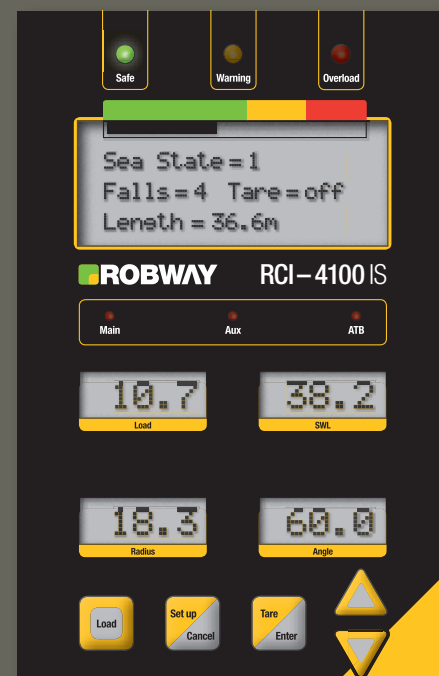 Safe Warning Overload
Sea State=1
Falls=4 Tare=off
Length = 36.6m
ROBWAY RCI–4100 IS
Main Aux ATB
10.7 38.2
Load SWL
18.3 60.0
Radius Angle
Load Set up Cancel Tare Enter